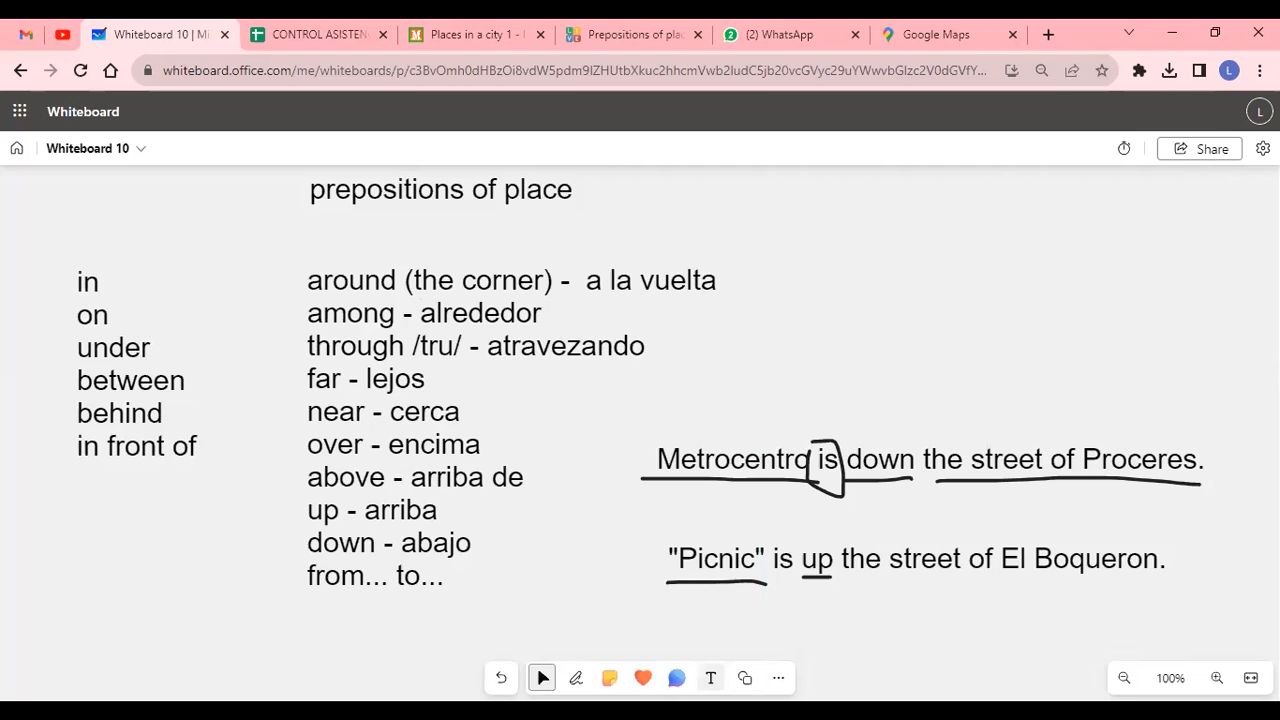 Whiteboard 10 | Mi
CONTROL ASISTEN
Places in a city 1 - I
Prepositions of plac
(2) WhatsApp
Google Maps
whiteboard.office.com/me/whiteboards/p/
L
Whiteboard
L
Whiteboard 10
Share
prepositions of place
in
on
under
between
behind
in front of
around (the corner) - a la vuelta
among - alrededor
through /tru/ - atravezando
far - lejos
near - cerca
over - encima
above - arriba de
up - arriba
down - abajo
from... to...
Metrocentro is down the street of Proceres.
"Picnic" is up the street of El Boqueron.
T
100%